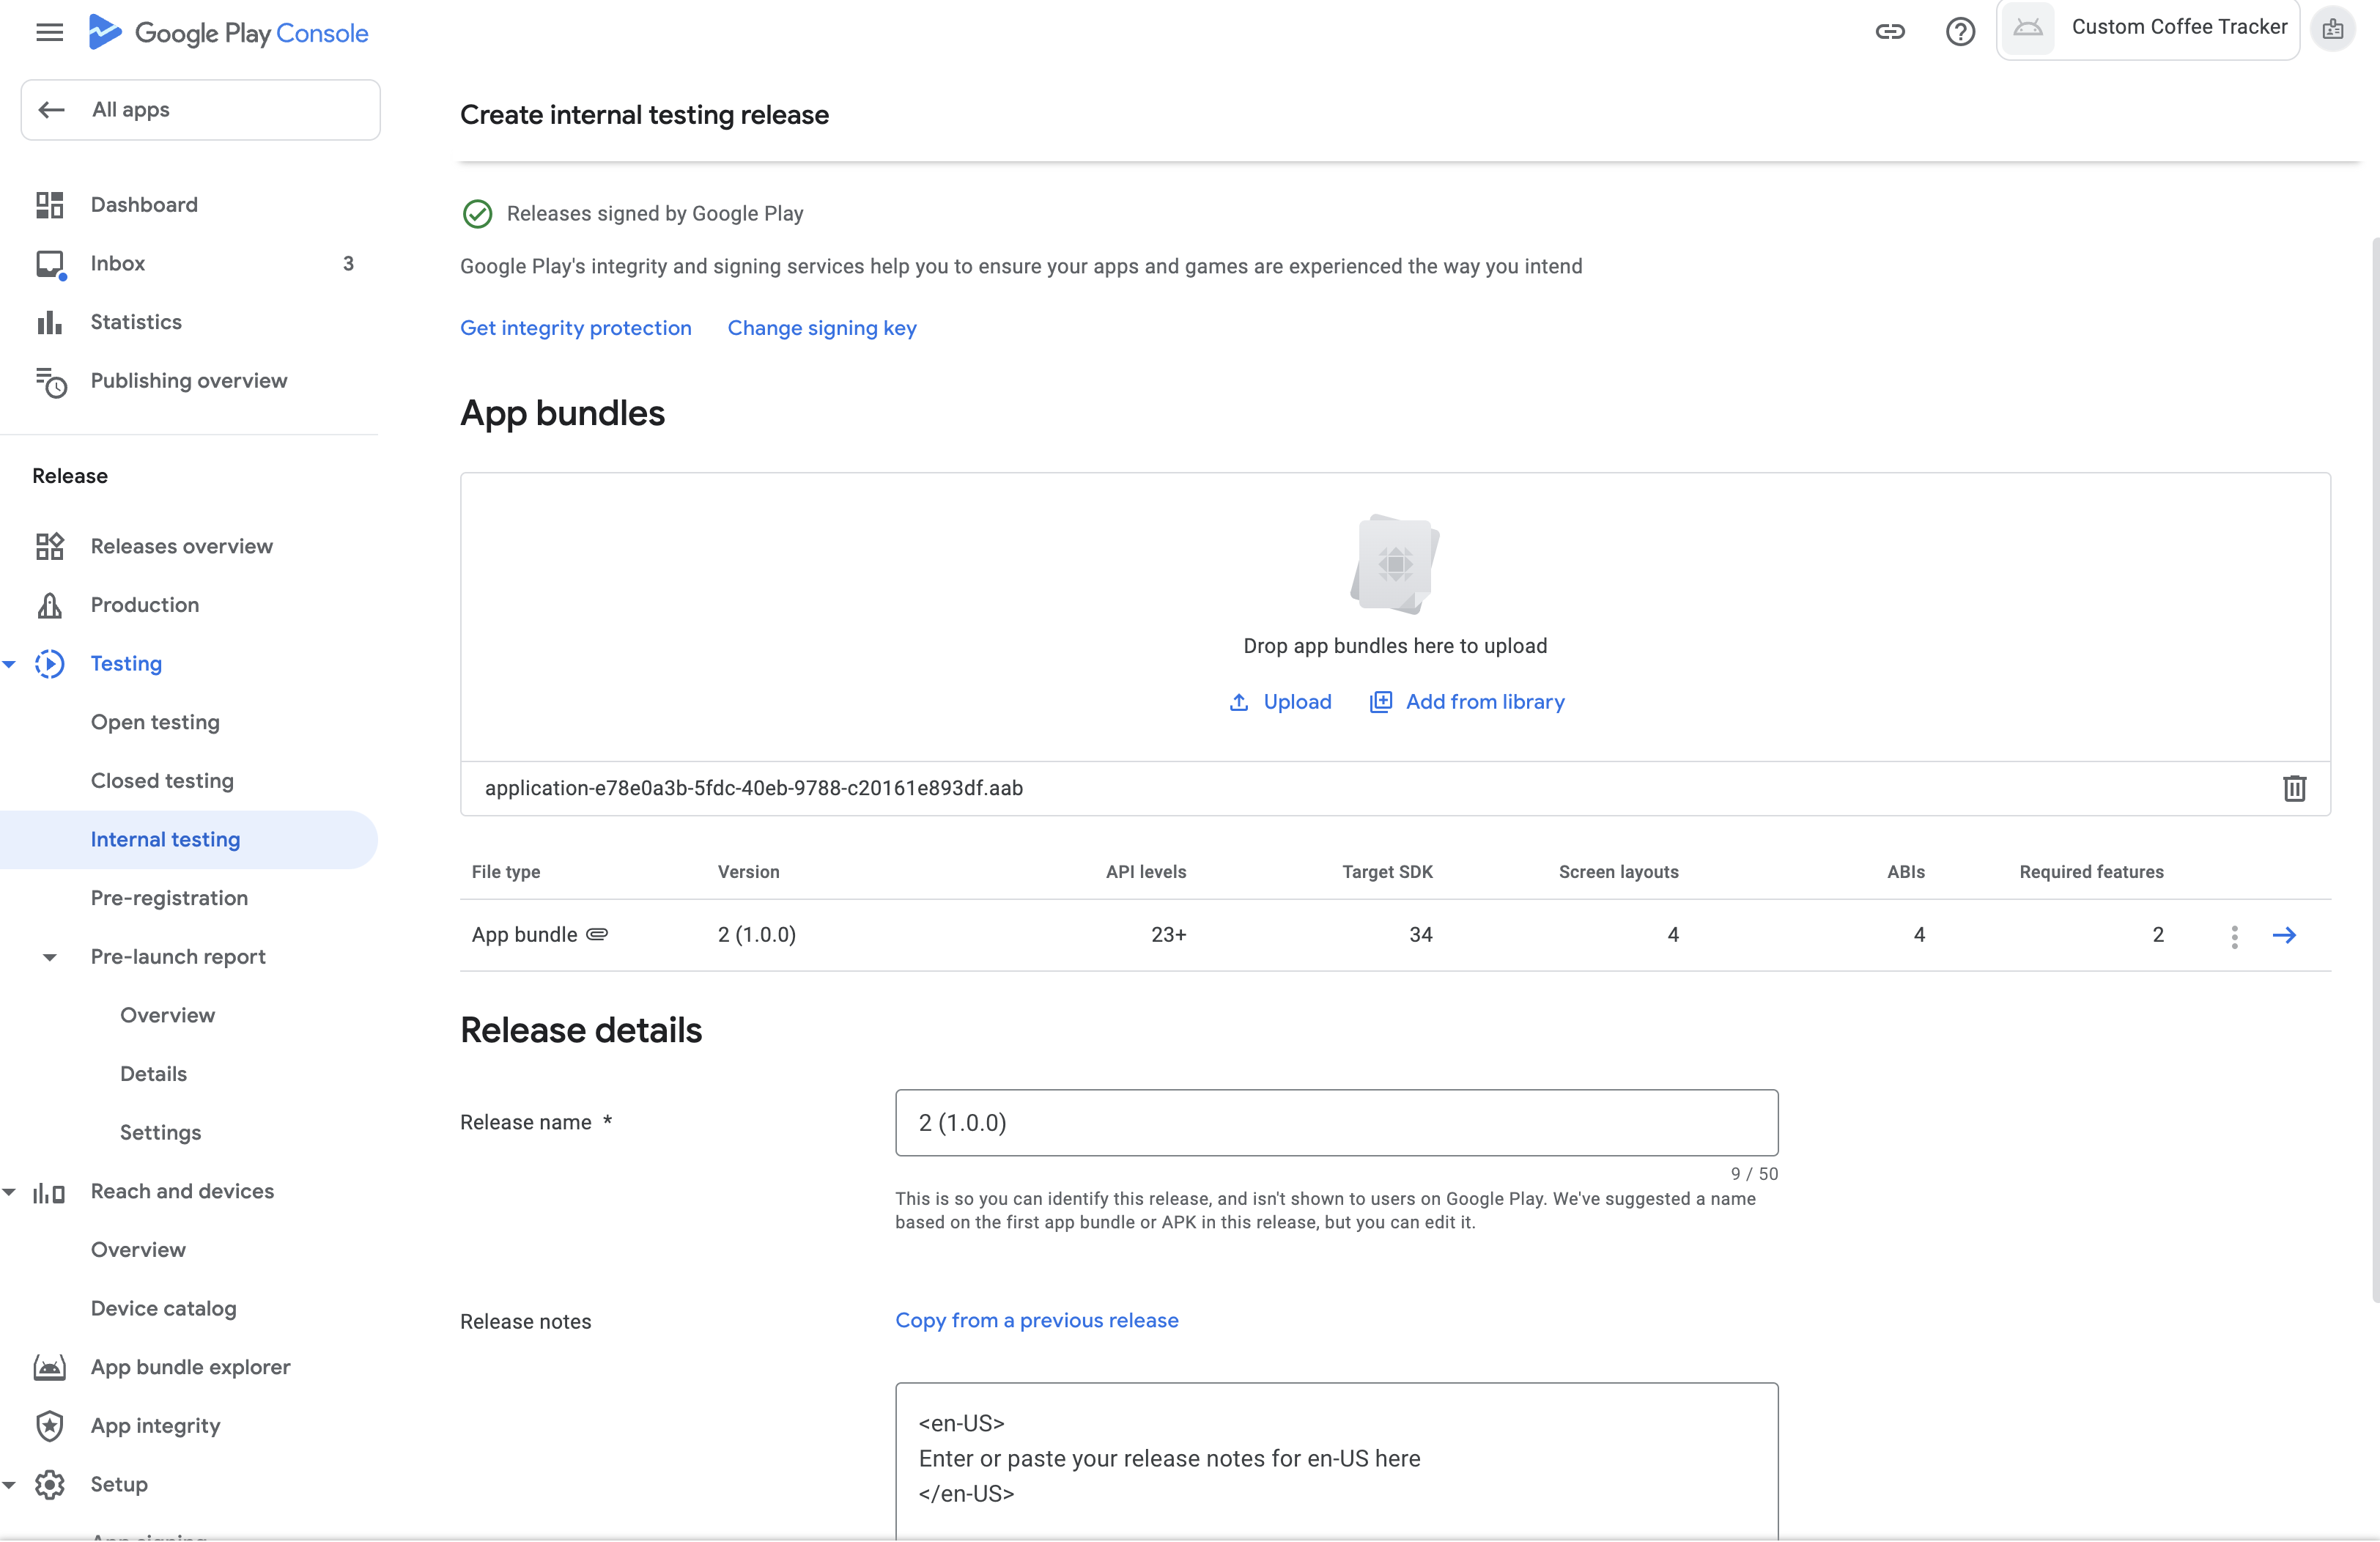 Google Play Console
Custom Coffee Tracker
All apps
Create internal testing release
Dashboard
Inbox 3
Statistics
Publishing overview
Release
Releases overview
Production
Testing
Open testing
Closed testing
Internal testing
Pre-registration
Pre-launch report
Overview
Details
Settings
Reach and devices
Overview
Device catalog
App bundle explorer
App integrity
Setup
Releases signed by Google Play
Google Play's integrity and signing services help you to ensure your apps and games are experienced the way you intend
Get integrity protection Change signing key
App bundles
Drop app bundles here to upload
Upload Add from library
application-e78e0a3b-5fdc-40eb-9788-c20161e893df.aab
File type Version API levels Target SDK Screen layouts ABIs Required features
App bundle 2 (1.0.0) 23+ 34 4 4 2
Release details
Release name *
2 (1.0.0)
9 / 50
This is so you can identify this release, and isn't shown to users on Google Play. We've suggested a name
based on the first app bundle or APK in this release, but you can edit it.
Release notes
Copy from a previous release
<en-US>
Enter or paste your release notes for en-US here
</en-US>